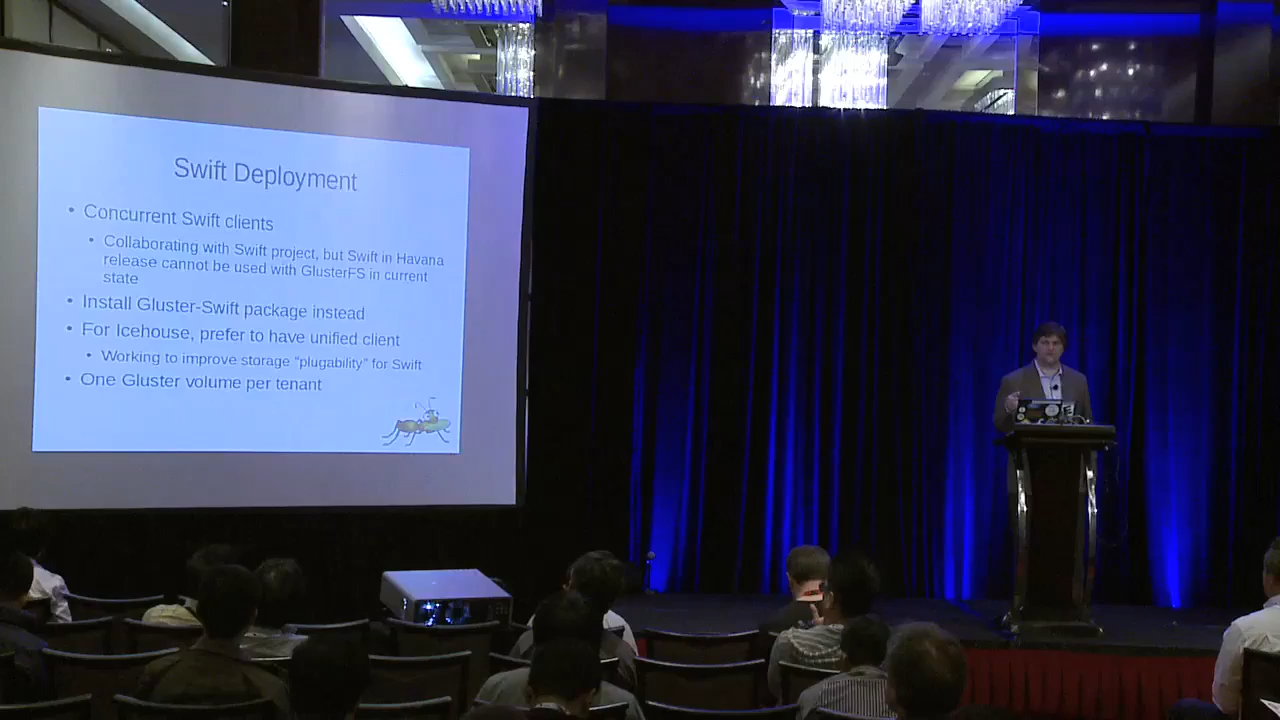 Swift Deployment
• Concurrent Swift clients
• Collaborating with Swift project, but Swift in Havana
release cannot be used with GlusterFS in current
state
• Install Gluster-Swift package instead
• For Icehouse, prefer to have unified client
• Working to improve storage “plugability” for Swift
• One Gluster volume per tenant